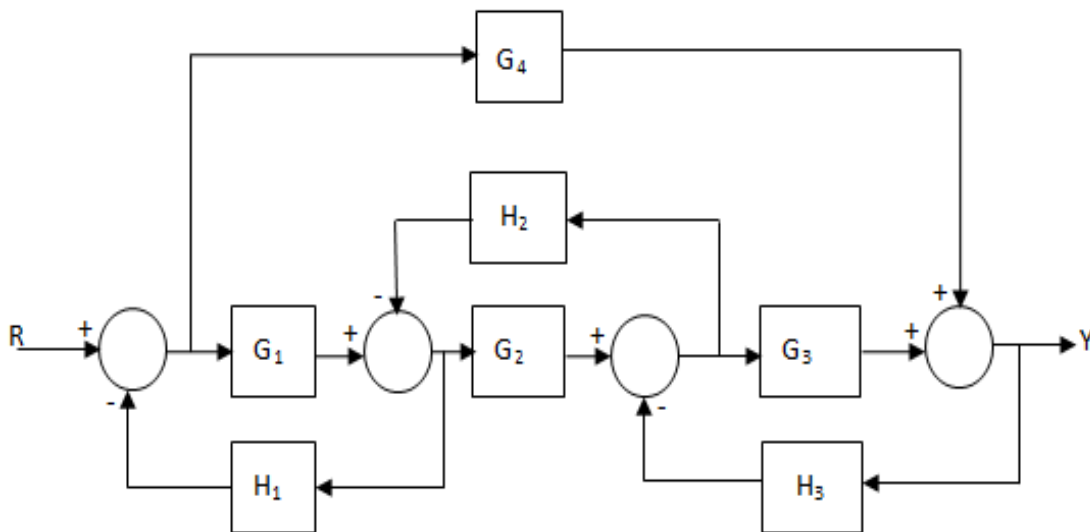 G₄
H₂
R + G₁ + - G₂ + G₃ + + Y
- H₁ - H₃